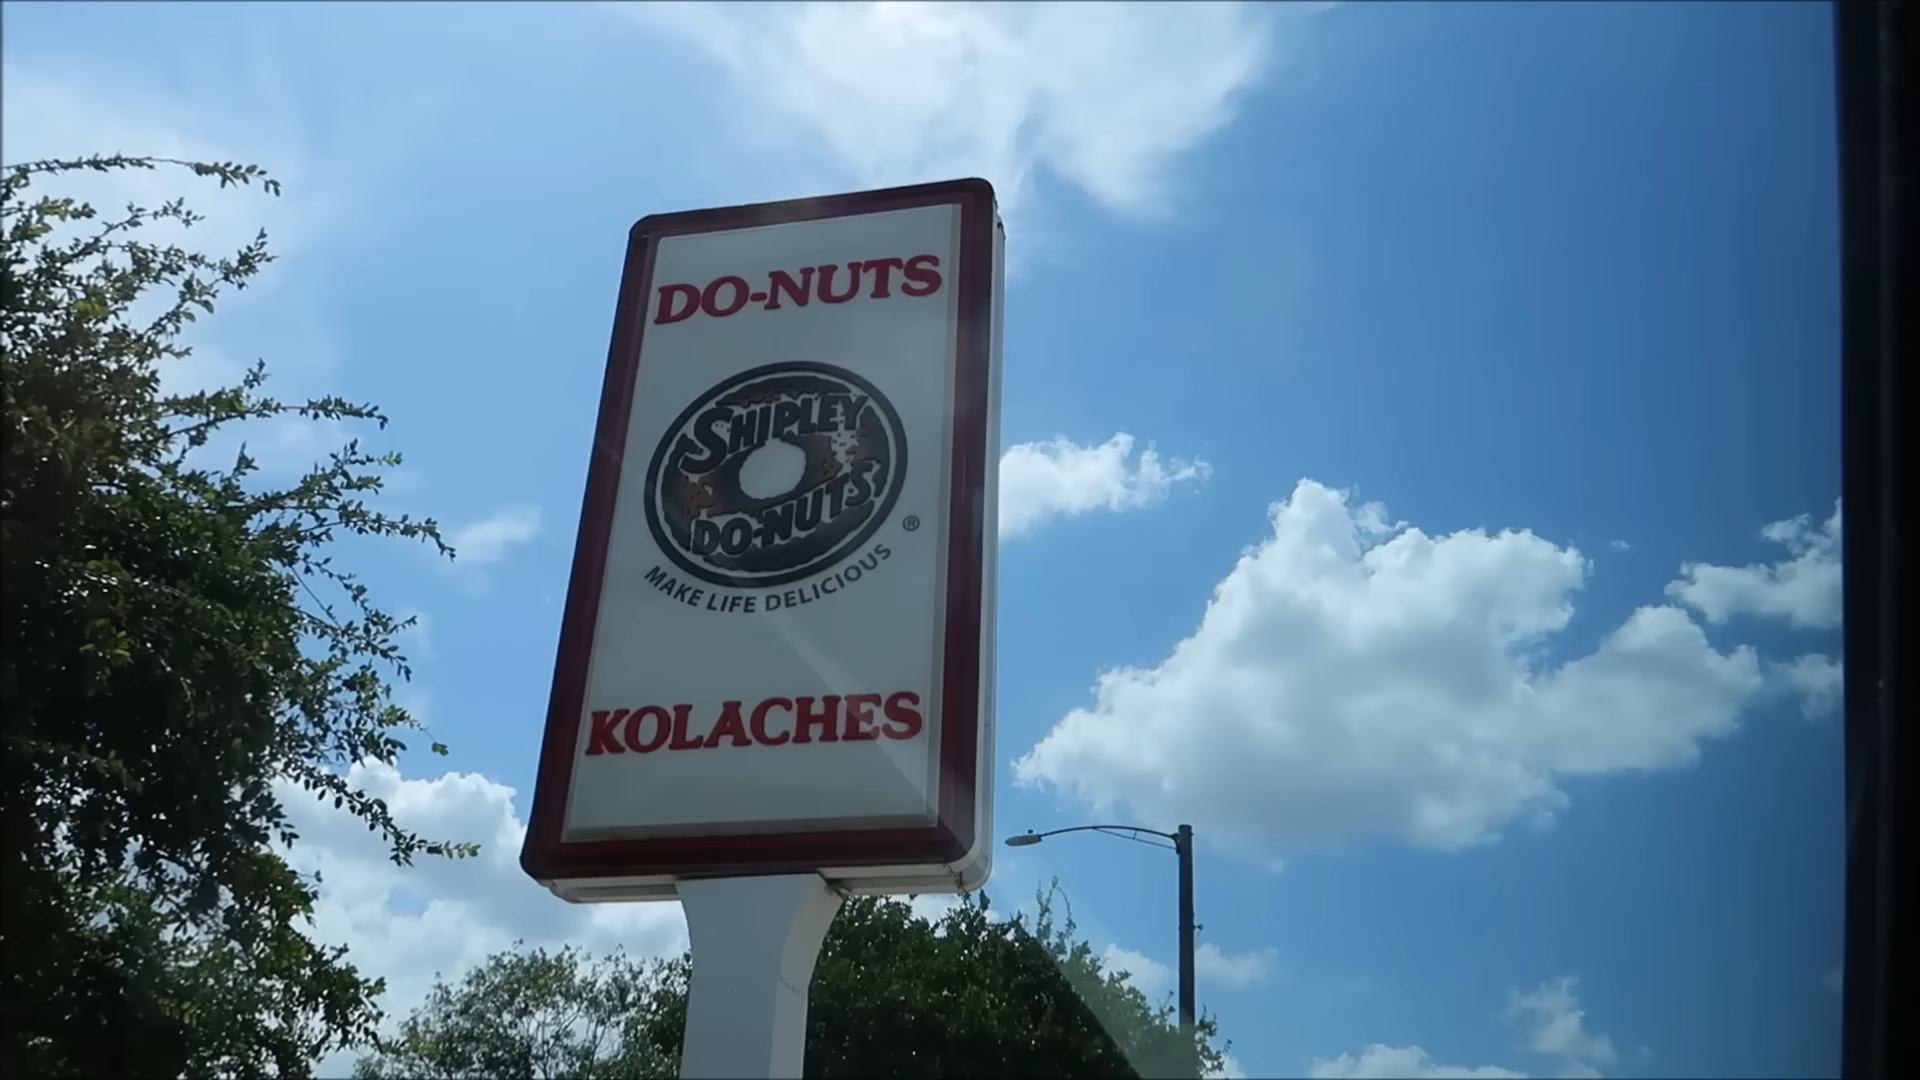 DO-NUTS
SHIPLEY
DO-NUTS
®
MAKE LIFE DELICIOUS
KOLACHES